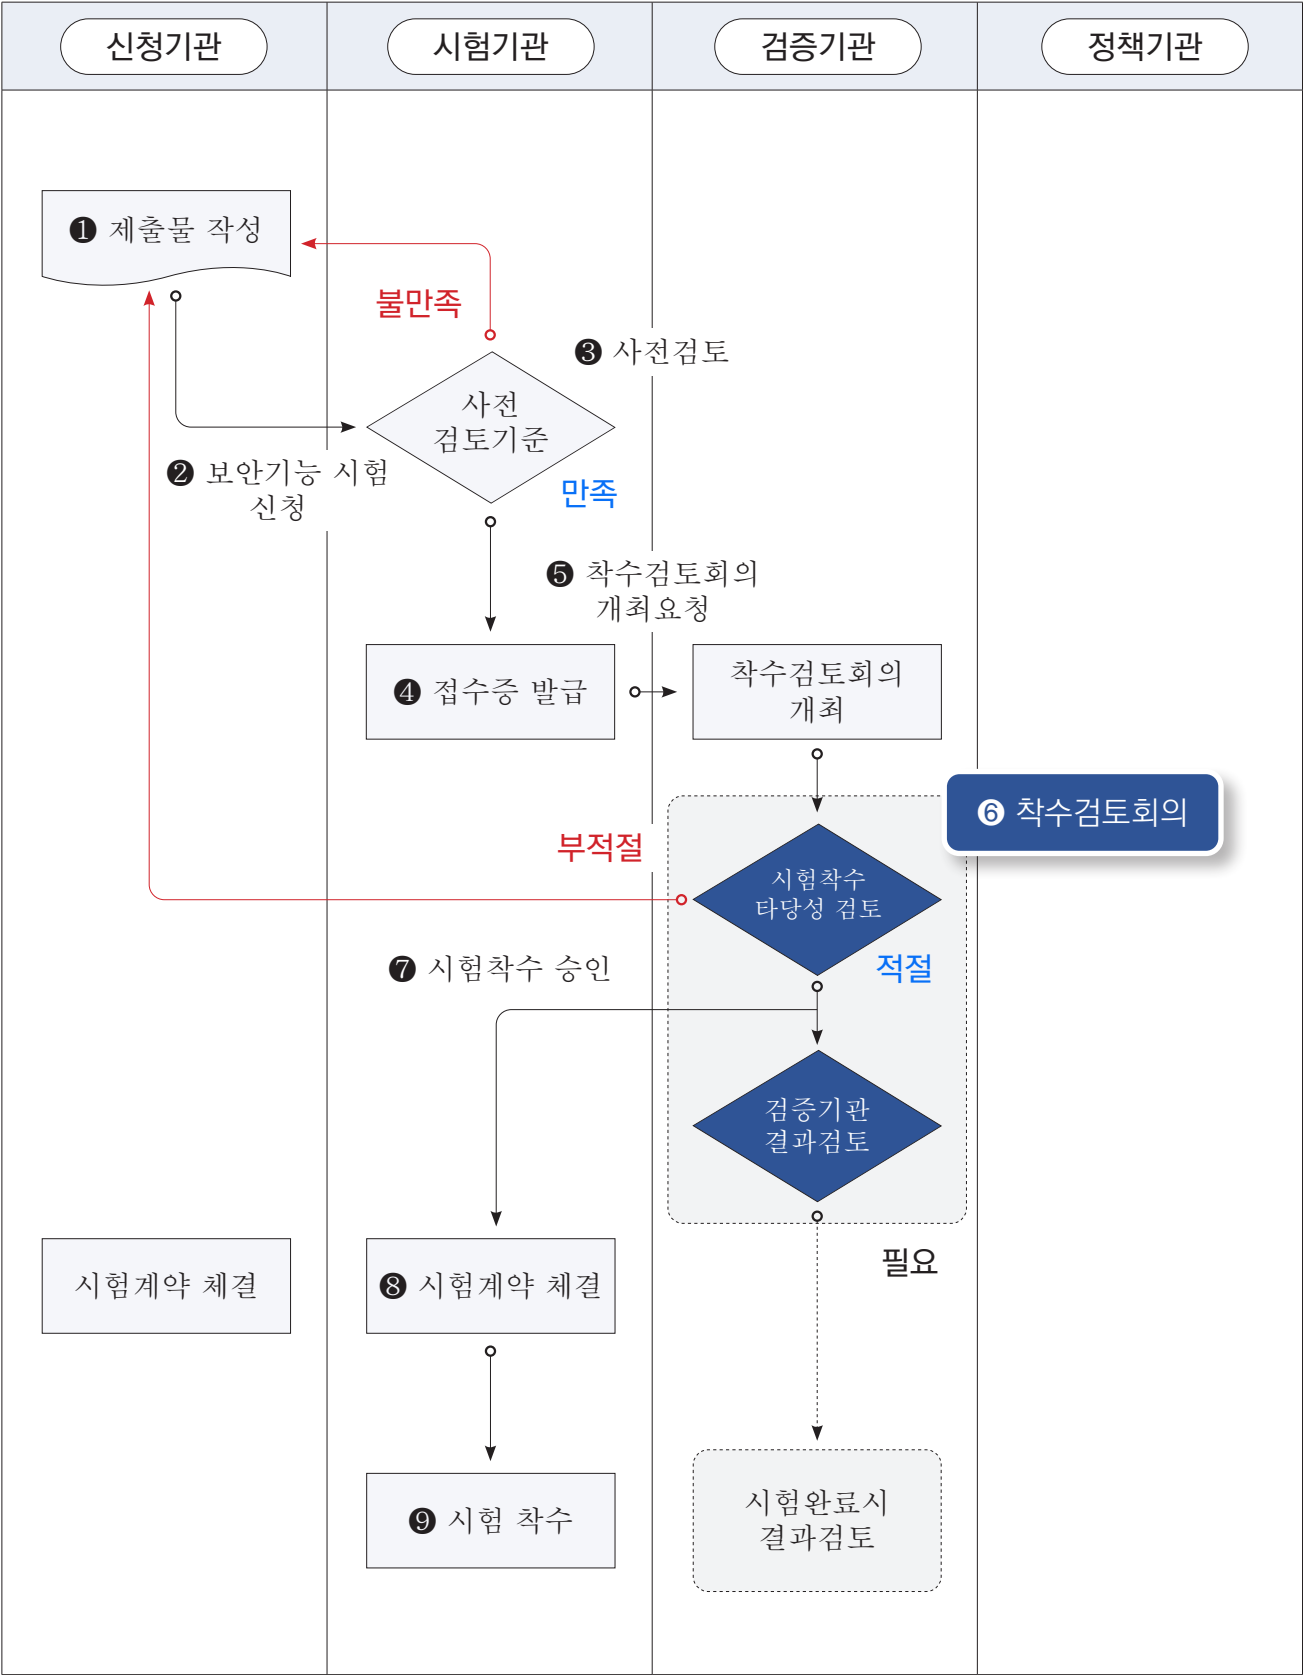 신청기관
시험기관
검증기관
정책기관
❶ 제출물 작성
불만족
❸ 사전검토
사전
검토기준
❷ 보안기능 시험
신청
만족
❺ 착수검토회의
개최요청
❹ 접수증 발급
착수검토회의
개최
❻ 착수검토회의
부적절
시험착수
타당성 검토
적절
❼ 시험착수 승인
검증기관
결과검토
필요
시험계약 체결
❽ 시험계약 체결
❾ 시험 착수
시험완료시
결과검토